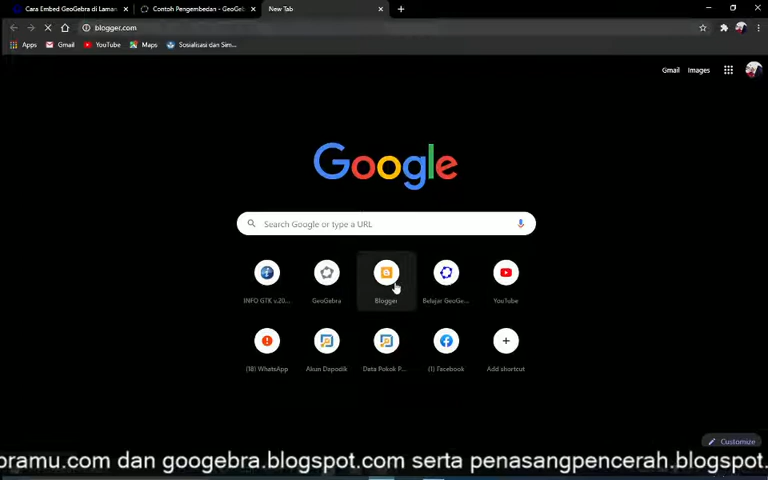 Cara Embed GeoGebra di Laman
Contoh Pengembedan - GeoGeb
New Tab
blogger.com
Apps
Gmail
YouTube
Maps
Sosialisasi dan Sim...
Gmail
Images
Google
Search Google or type a URL
INFO GTK v.20...
GeoGebra
Blogger
Belajar GeoGe...
YouTube
(18) WhatsApp
Akun Dapodik
Data Pokok P...
(1) Facebook
Add shortcut
Customize
oramu.com dan googebra.blogspot.com serta penasangpencerah.blogspot.